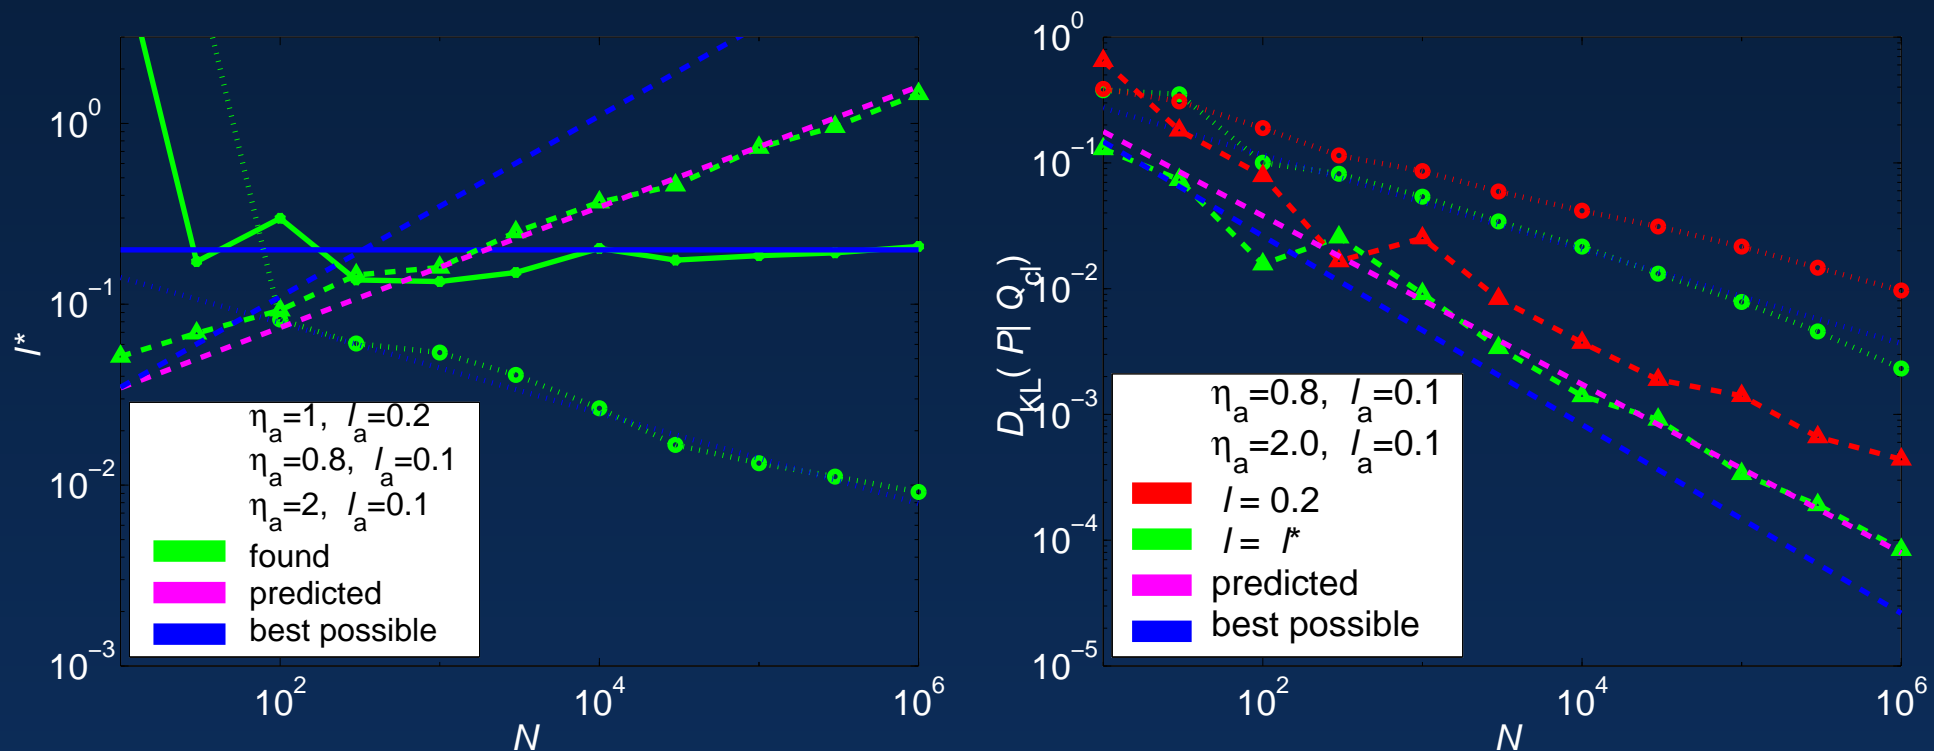 10^0
10^-1
10^-2
10^-3
l*
10^2
10^4
10^6
N
η_a=1, l_a=0.2
η_a=0.8, l_a=0.1
η_a=2, l_a=0.1
found
predicted
best possible
10^0
10^-1
10^-2
10^-3
10^-4
10^-5
D_KL( P| Q_cl)
10^2
10^4
10^6
N
η_a=0.8, l_a=0.1
η_a=2.0, l_a=0.1
l = 0.2
l = l*
predicted
best possible